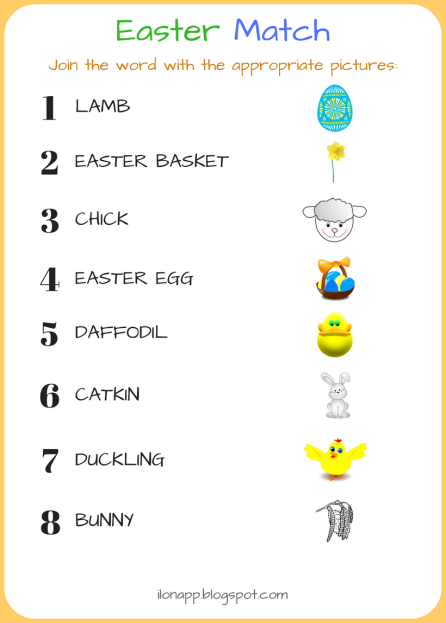 Easter Match
Join the word with the appropriate pictures:
1 LAMB
2 EASTER BASKET
3 CHICK
4 EASTER EGG
5 DAFFODIL
6 CATKIN
7 DUCKLING
8 BUNNY
ilonapp.blogspot.com